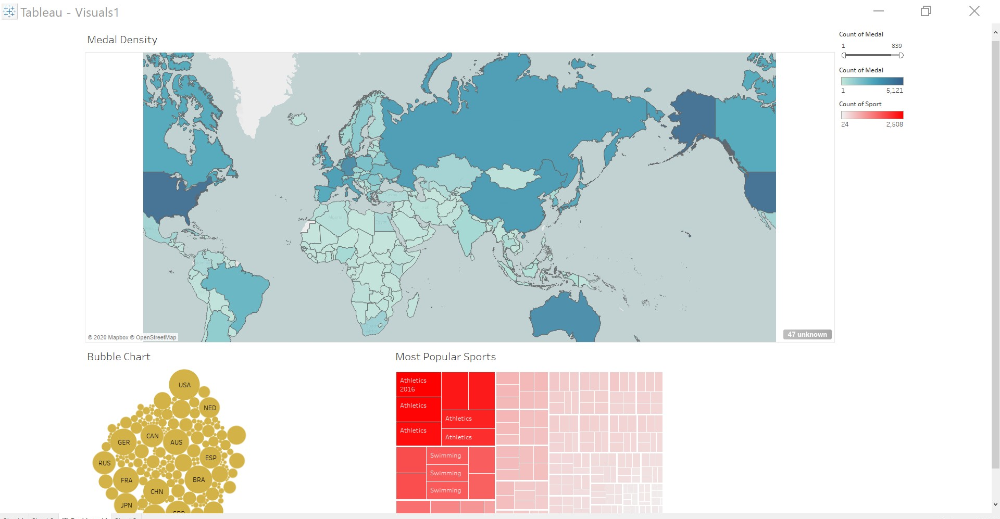 Tableau - Visuals1
Medal Density
Count of Medal
1 839
Count of Medal
1 5,121
Count of Sport
24 2,508
© 2020 Mapbox © OpenStreetMap
47 unknown
Bubble Chart
USA
NED
CAN
GER
AUS
ESP
RUS
FRA
BRA
CHN
JPN
Most Popular Sports
Athletics
2016
Athletics
Athletics
Athletics
Athletics
Swimming
Swimming
Swimming